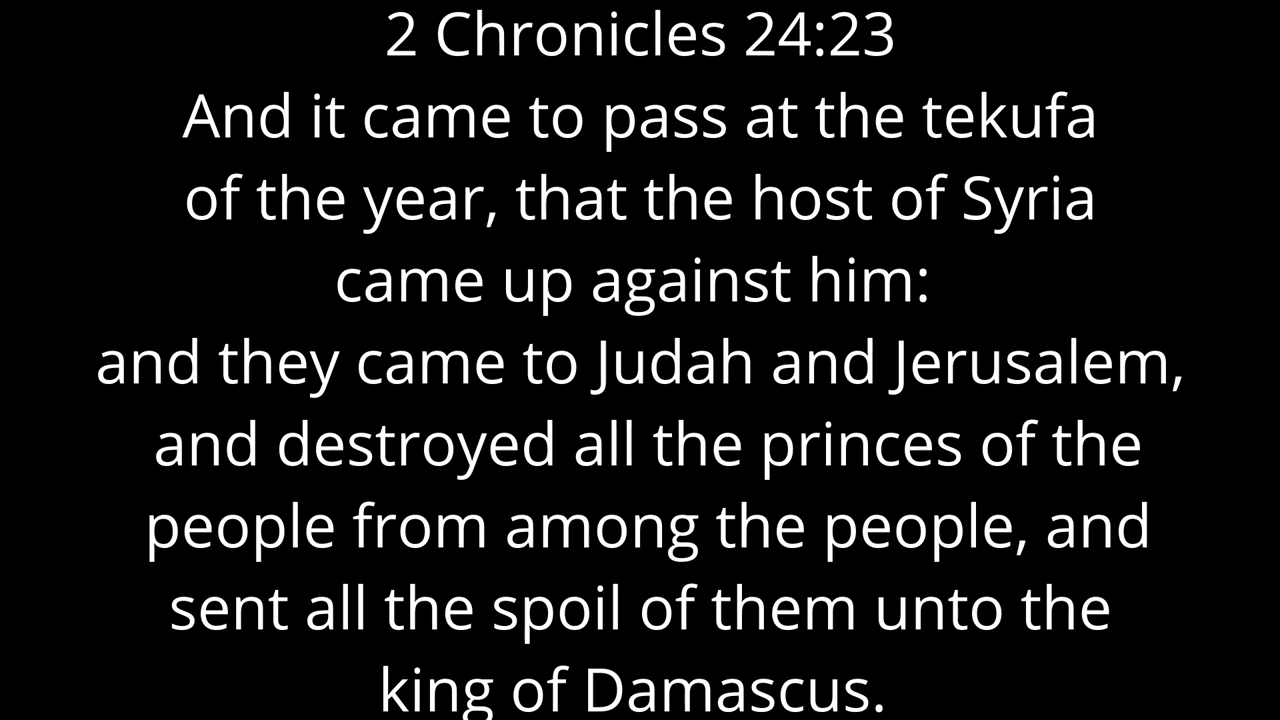 2 Chronicles 24:23
And it came to pass at the tekufa
of the year, that the host of Syria
came up against him:
and they came to Judah and Jerusalem,
and destroyed all the princes of the
people from among the people, and
sent all the spoil of them unto the
king of Damascus.